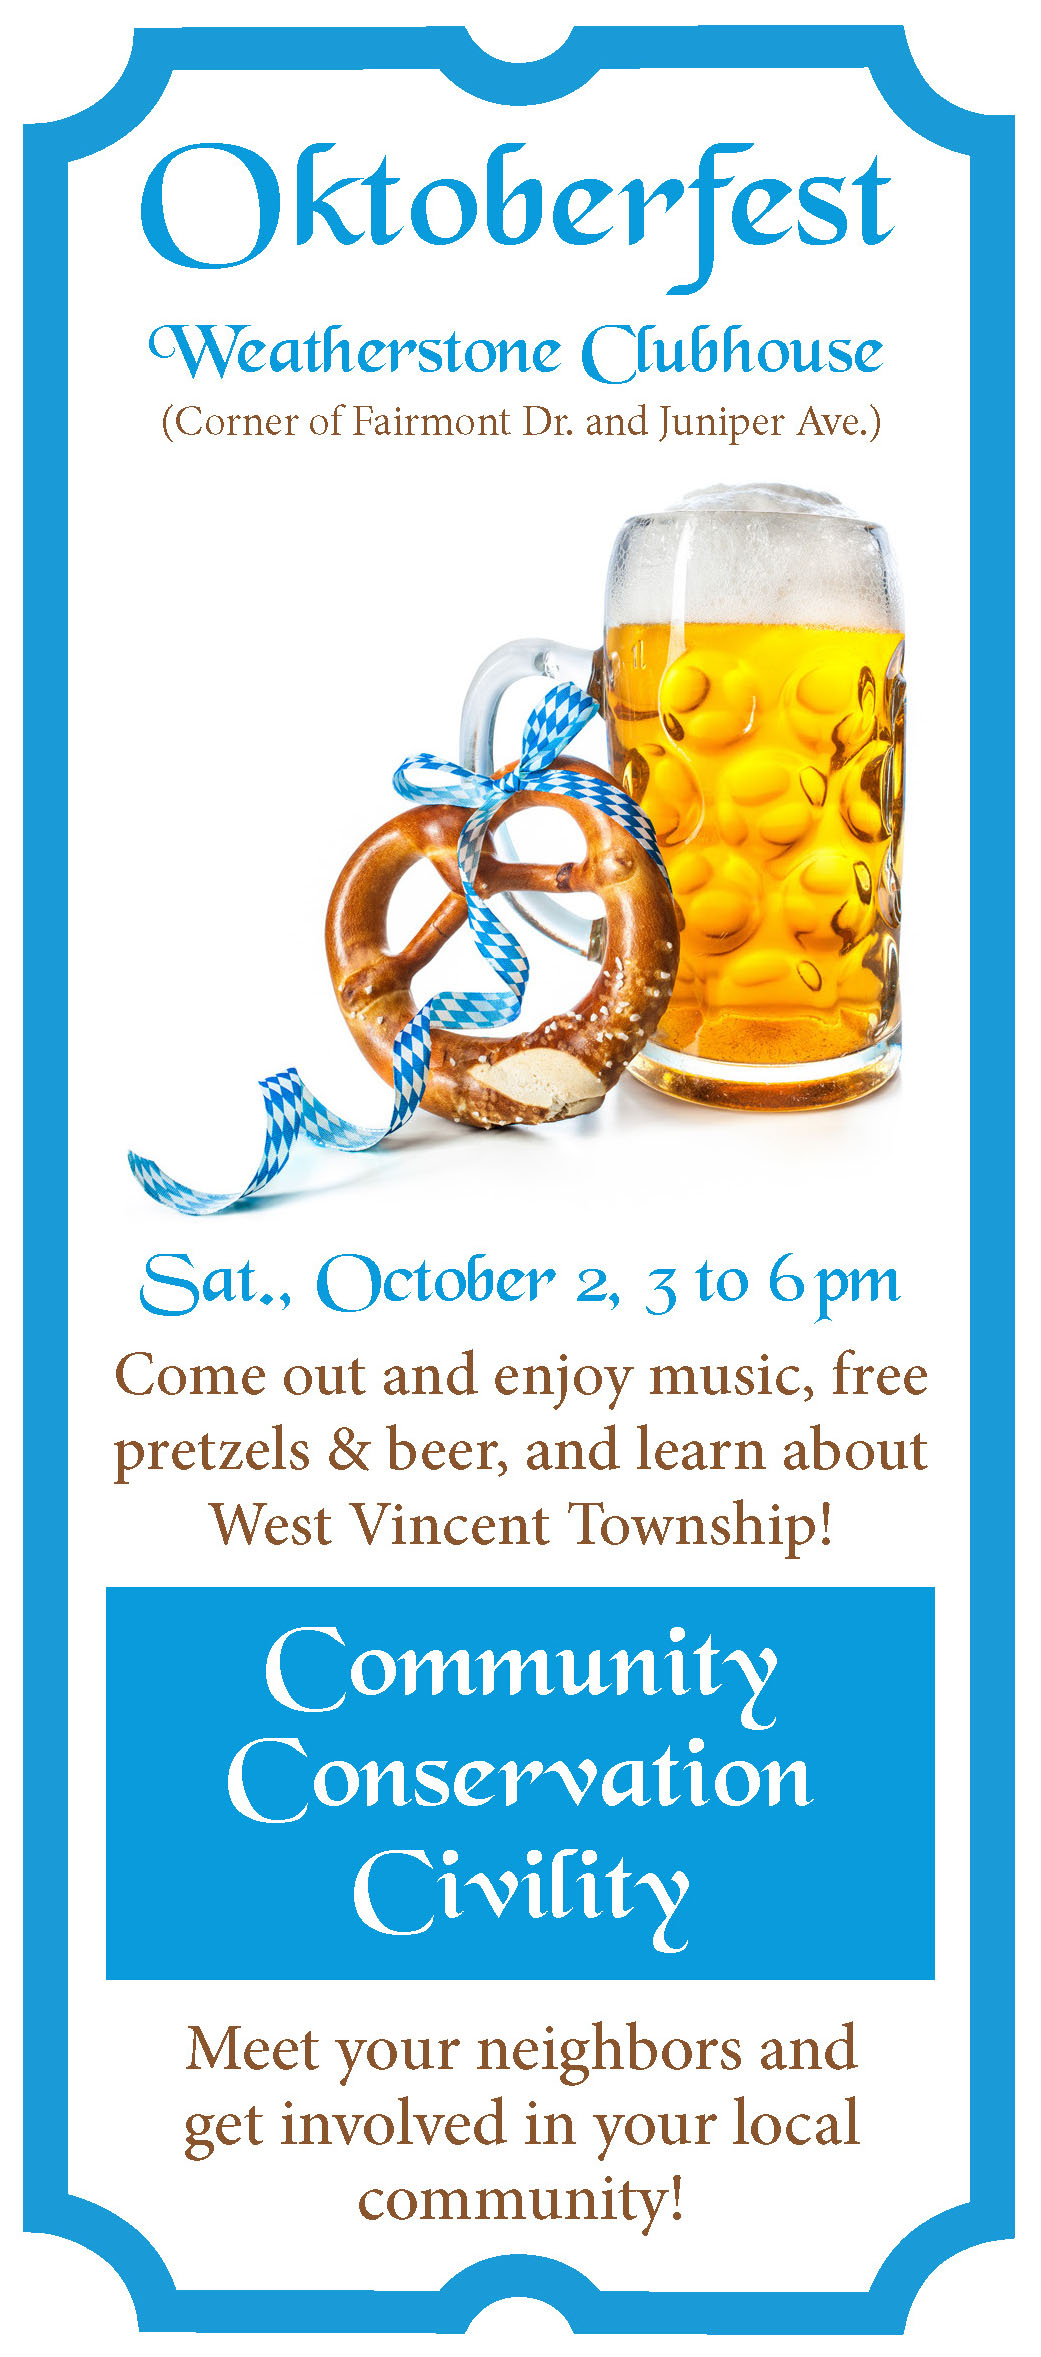 Oktoberfest
Weatherstone Clubhouse
(Corner of Fairmont Dr. and Juniper Ave.)
1l
Sat., October 2, 3 to 6 pm
Come out and enjoy music, free
pretzels & beer, and learn about
West Vincent Township!
Community
Conservation
Civility
Meet your neighbors and
get involved in your local
community!